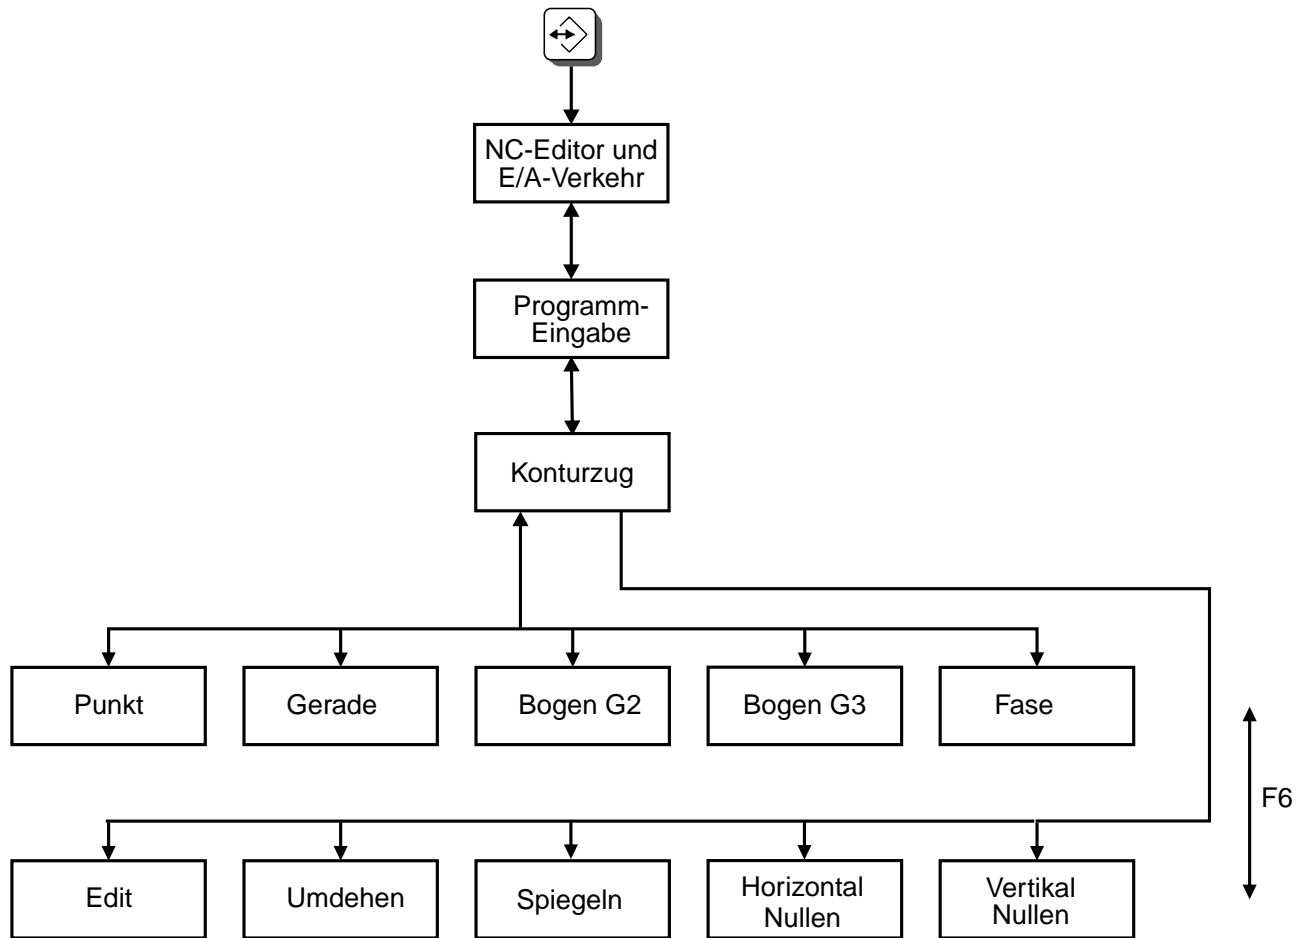 NC-Editor und
E/A-Verkehr
Programm-
Eingabe
Konturzug
Punkt
Gerade
Bogen G2
Bogen G3
Fase
F6
Edit
Umdehen
Spiegeln
Horizontal
Nullen
Vertikal
Nullen